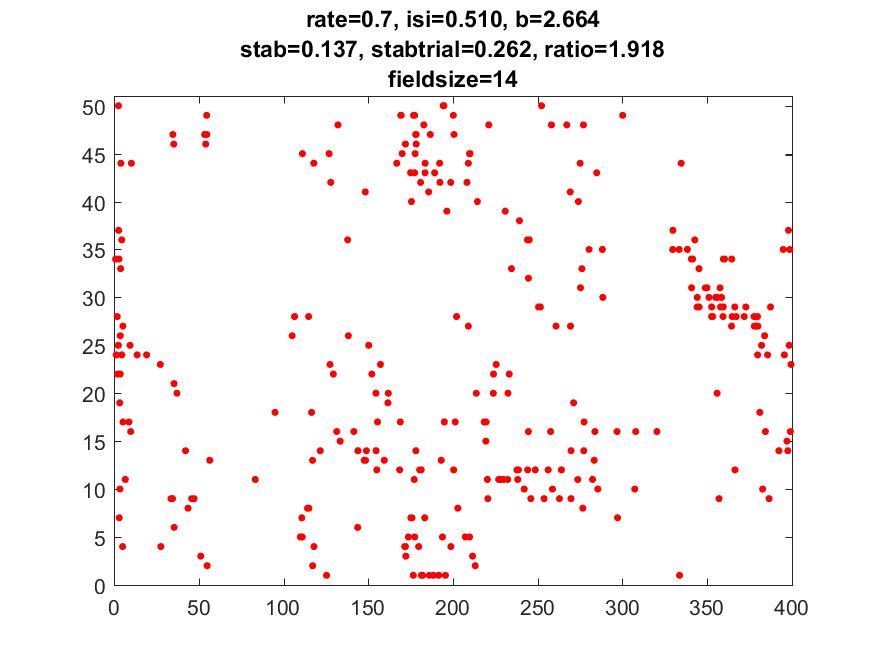 rate=0.7, isi=0.510, b=2.664
stab=0.137, stabtrial=0.262, ratio=1.918
fieldsize=14
50
45
40
35
30
25
20
15
10
5
0
0 50 100 150 200 250 300 350 400